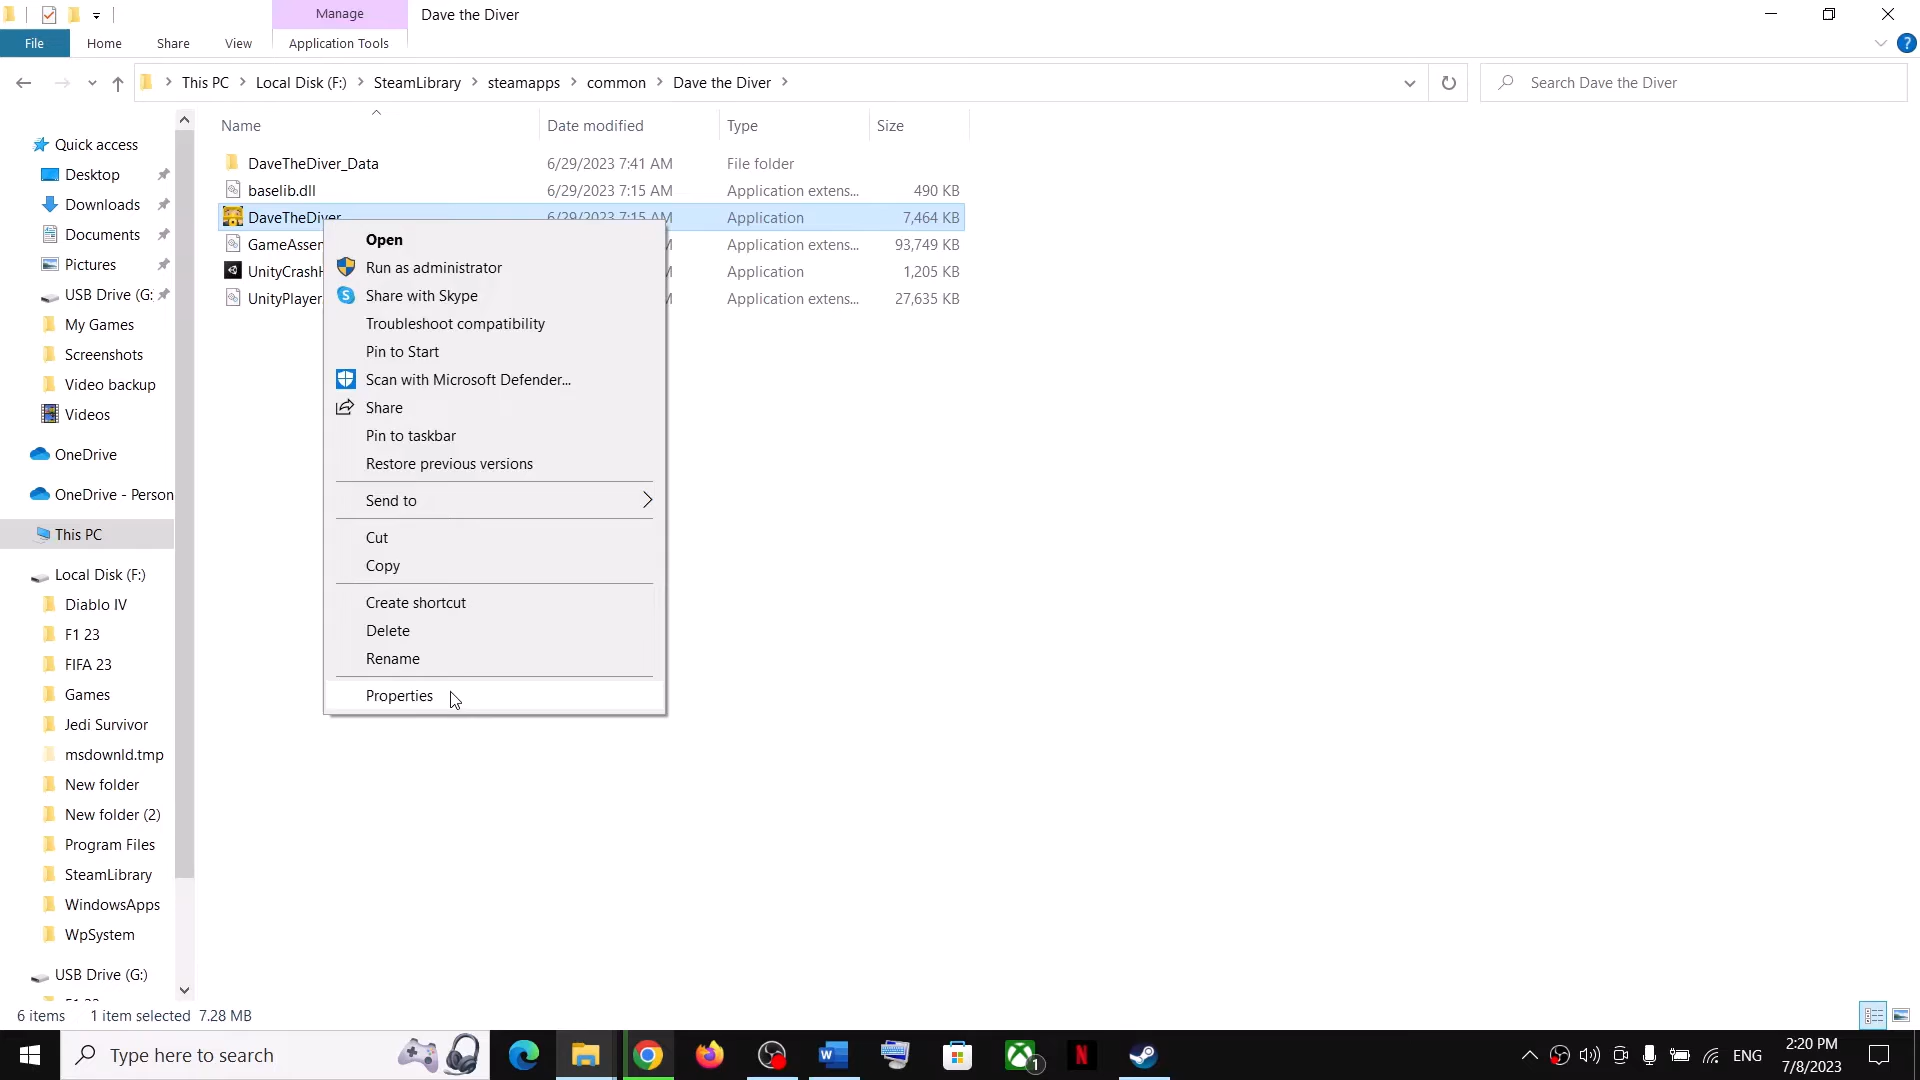 Manage
Dave the Diver
File
Home
Share
View
Application Tools
This PC
Local Disk (F:)
SteamLibrary
steamapps
common
Dave the Diver
Search Dave the Diver
Name
Date modified
Type
Size
DaveTheDiver_Data
6/29/2023 7:41 AM
File folder
baselib.dll
6/29/2023 7:15 AM
Application extens...
490 KB
DaveTheDiver
6/29/2023 7:15 AM
Application
7,464 KB
GameAssem
Application extens...
93,749 KB
UnityCrashH
Application
1,205 KB
UnityPlayer.
Application extens...
27,635 KB
Quick access
Desktop
Downloads
Documents
Pictures
USB Drive (G:
My Games
Screenshots
Video backup
Videos
OneDrive
OneDrive - Person
This PC
Local Disk (F:)
Diablo IV
F1 23
FIFA 23
Games
Jedi Survivor
msdownld.tmp
New folder
New folder (2)
Program Files
SteamLibrary
WindowsApps
WpSystem
USB Drive (G:)
Open
Run as administrator
Share with Skype
Troubleshoot compatibility
Pin to Start
Scan with Microsoft Defender...
Share
Pin to taskbar
Restore previous versions
Send to
Cut
Copy
Create shortcut
Delete
Rename
Properties
6 items
1 item selected 7.28 MB
Type here to search
1
ENG
2:20 PM
7/8/2023